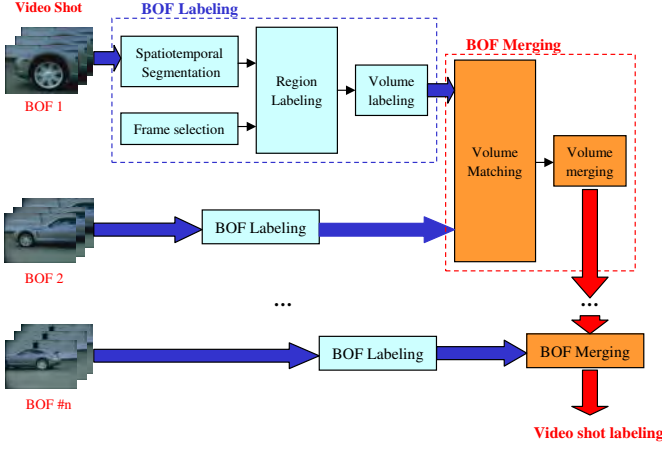 Video Shot
BOF Labeling
BOF 1
Spatiotemporal
Segmentation
Frame selection
Region
Labeling
Volume
labeling
BOF Merging
Volume
Matching
Volume
merging
BOF 2
BOF Labeling
...
...
BOF #n
BOF Labeling
BOF Merging
Video shot labeling